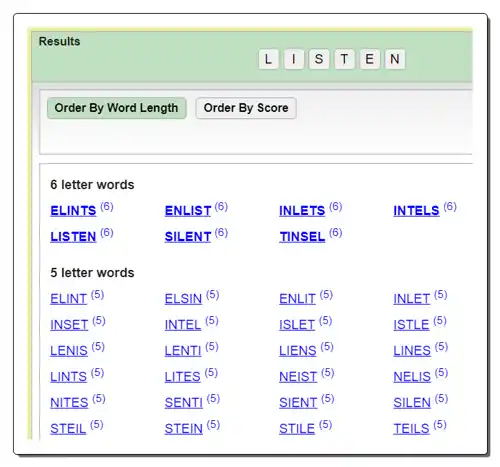 Results
L I S T E N
Order By Word Length Order By Score
6 letter words
ELINTS (6) ENLIST (6) INLETS (6) INTELS (6)
LISTEN (6) SILENT (6) TINSEL (6)
5 letter words
ELINT (5) ELSIN (5) ENLIT (5) INLET (5)
INSET (5) INTEL (5) ISLET (5) ISTLE (5)
LENIS (5) LENTI (5) LIENS (5) LINES (5)
LINTS (5) LITES (5) NEIST (5) NELIS (5)
NITES (5) SENTI (5) SIENT (5) SILEN (5)
STEIL (5) STEIN (5) STILE (5) TEILS (5)